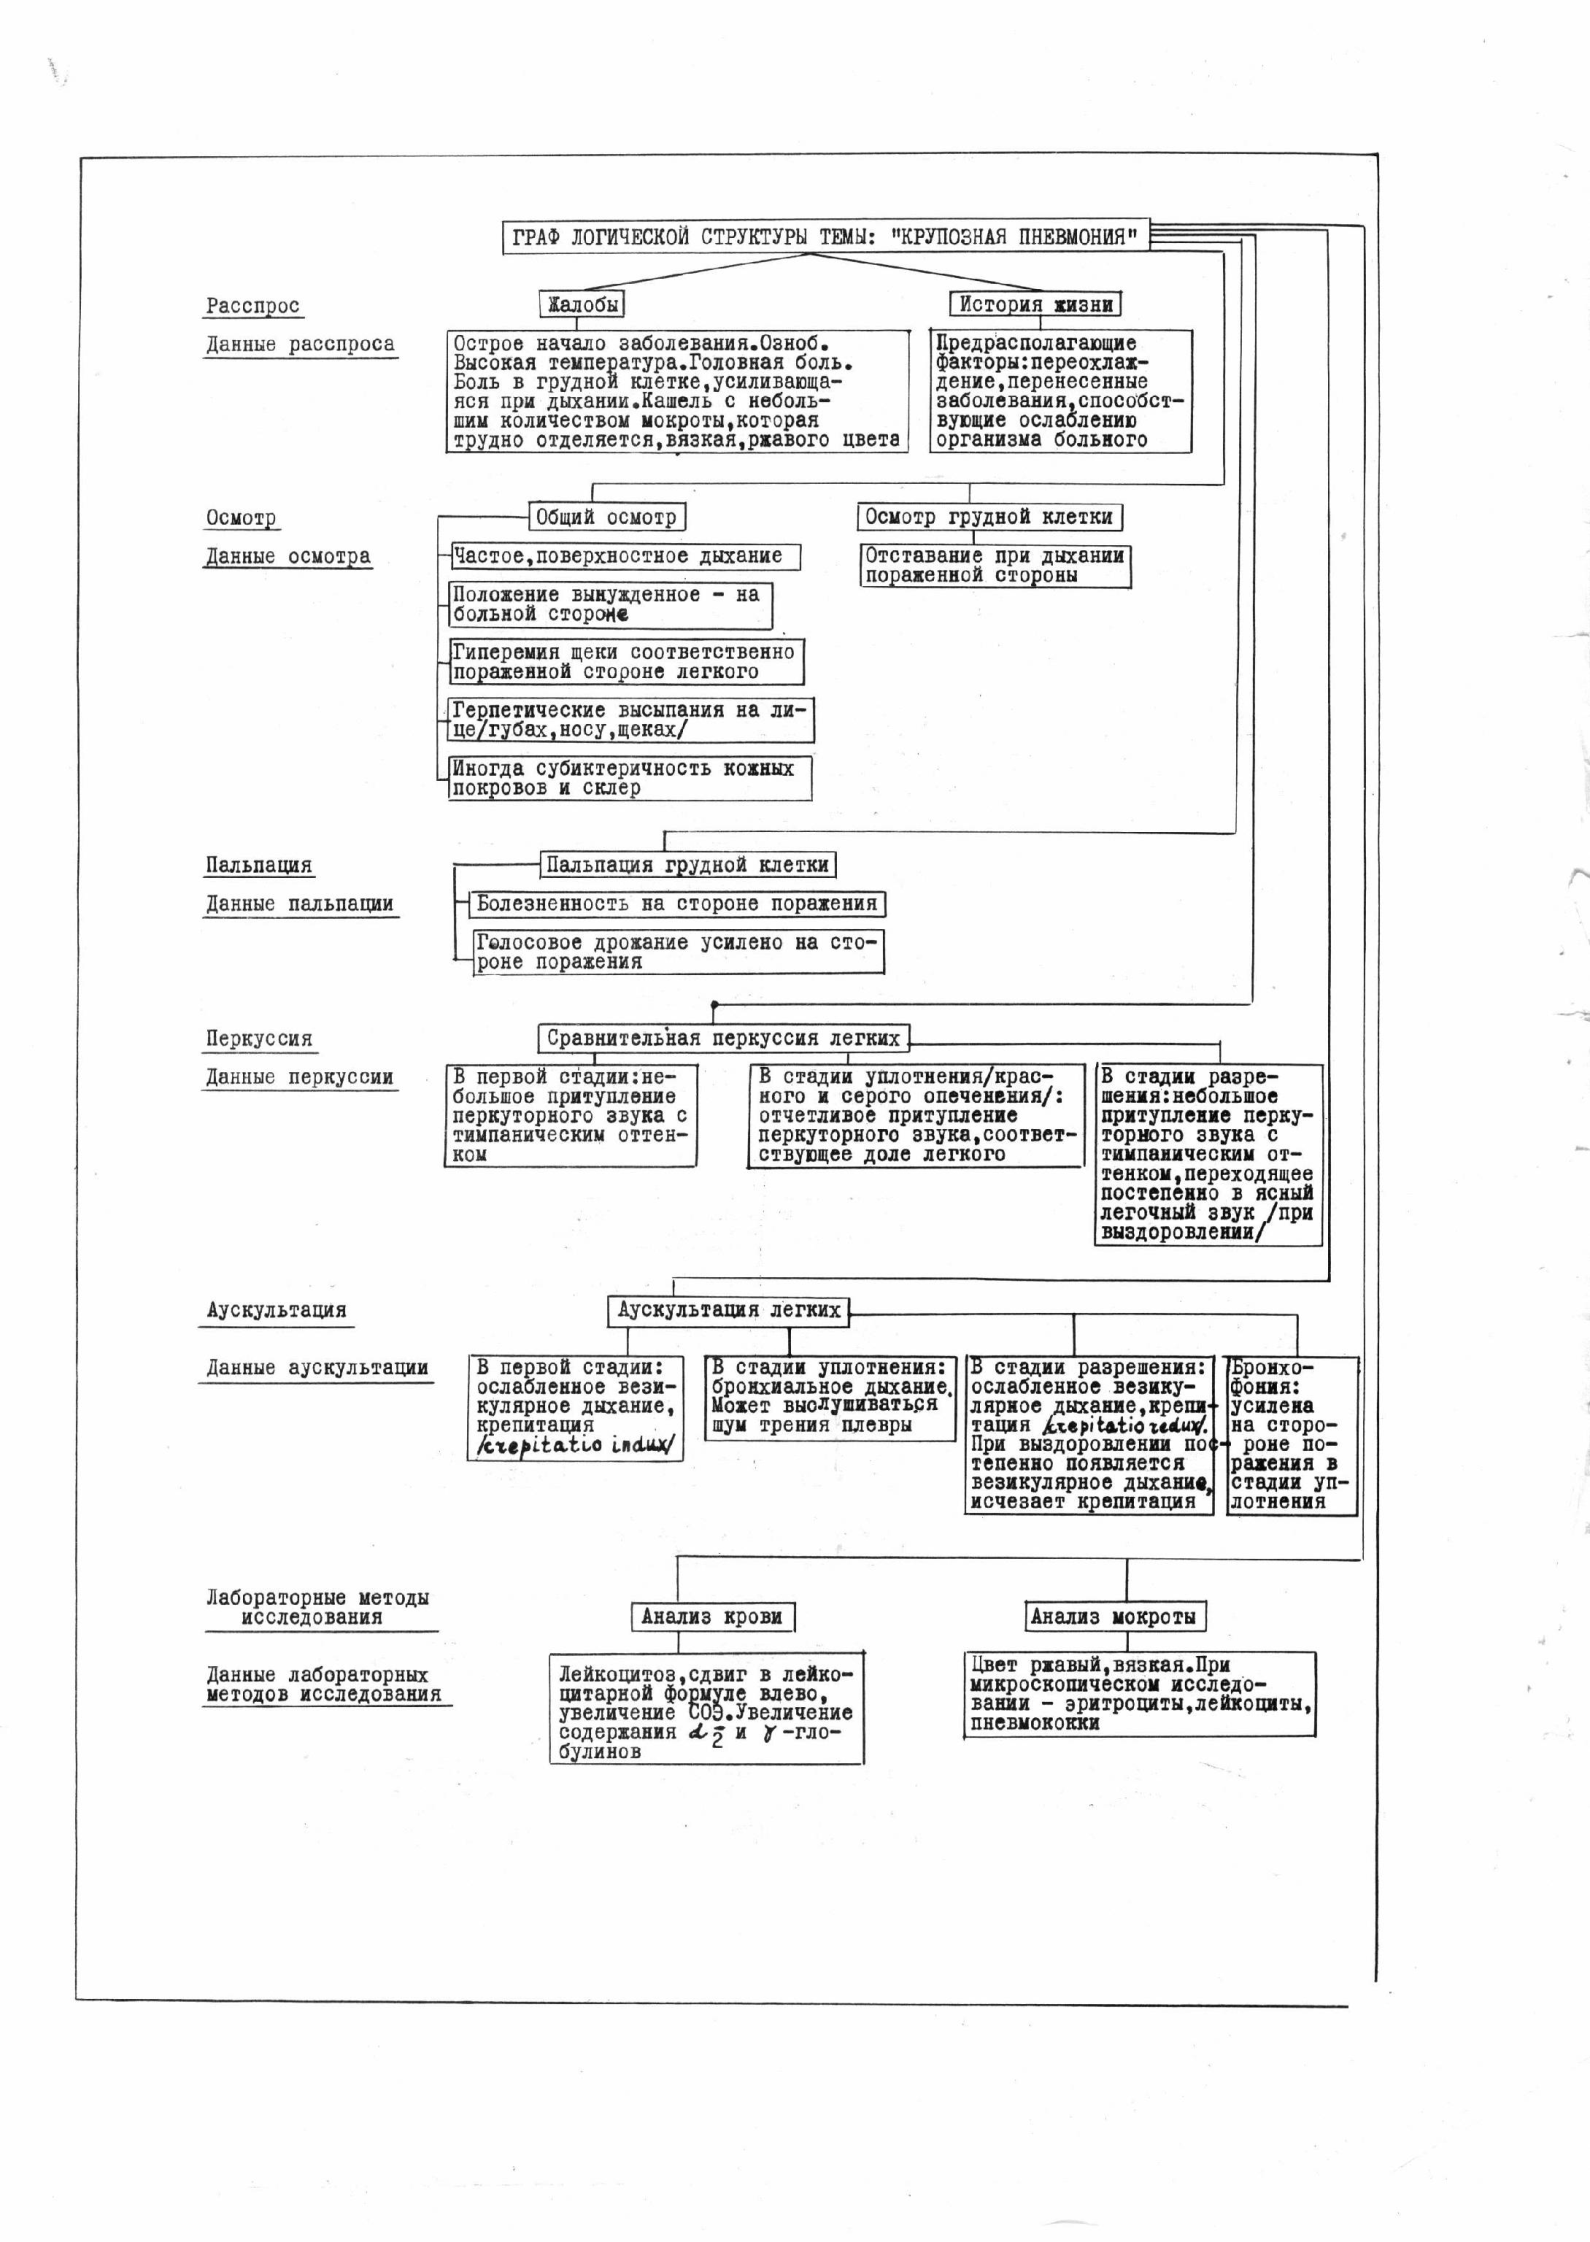 ГРАФ ЛОГИЧЕСКОЙ СТРУКТУРЫ ТЕМЫ: "КРУПОЗНАЯ ПНЕВМОНИЯ"
Расспрос
Жалобы
История жизни
Данные расспроса
Острое начало заболевания.Озноб.
Высокая температура.Головная боль.
Боль в грудной клетке,усиливающа-
яся при дыхании.Кашель с неболь-
шим количеством мокроты,которая
трудно отделяется,вязкая,ржавого цвета
Предрасполагающие
факторы:переохлаж-
дение,перенесенные
заболевания,способст-
вующие ослаблению
организма больного
Осмотр
Общий осмотр
Осмотр грудной клетки
Данные осмотра
Частое,поверхностное дыхание
Отставание при дыхании
пораженной стороны
Положение вынужденное - на
больной стороне
Гиперемия щеки соответственно
пораженной стороне легкого
Герпетические высыпания на ли-
це/губах,носу,щеках/
Иногда субиктеричность кожных
покровов и склер
Пальпация
Пальпация грудной клетки
Данные пальпации
Болезненность на стороне поражения
Голосовое дрожание усилено на сто-
роне поражения
Перкуссия
Сравнительная перкуссия легких
Данные перкуссии
В первой стадии:не-
большое притупление
перкуторного звука с
тимпаническим оттен-
ком
В стадии уплотнения/крас-
ного и серого опеченения/:
отчетливое притупление
перкуторного звука,соответ-
ствующее доле легкого
В стадии разре-
шения:небольшое
притупление перку-
торного звука с
тимпаническим от-
тенком,переходящее
постепенно в ясный
легочный звук /при
выздоровлении/
Аускультация
Аускультация легких
Данные аускультации
В первой стадии:
ослабленное вези-
кулярное дыхание,
крепитация
/crepitatio indux/
В стадии уплотнения:
бронхиальное дыхание.
Может выслушиваться
шум трения плевры
В стадии разрешения:
ослабленное везику-
лярное дыхание,крепи-
тация /crepitatio redux/.
При выздоровлении пос-
тепенно появляется
везикулярное дыхание,
исчезает крепитация
Бронхо-
фония:
усилена
на сторо-
роне по-
ражения в
стадии уп-
лотнения
Лабораторные методы
исследования
Анализ крови
Анализ мокроты
Данные лабораторных
методов исследования
Лейкоцитоз,сдвиг в лейко-
цитарной формуле влево,
увеличение СОЭ.Увеличение
содержания α2- и γ-гло-
булинов
Цвет ржавый,вязкая.При
микроскопическом исследо-
вании - эритроциты,лейкоциты,
пневмококки